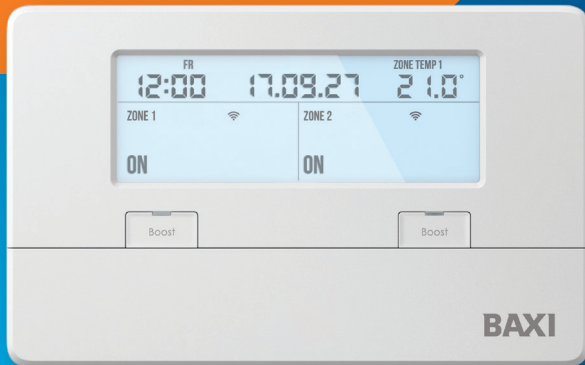 FR ZONE TEMP 1
12:00 17.09.27 21.0°
ZONE 1 ZONE 2
ON ON
Boost Boost
BAXI